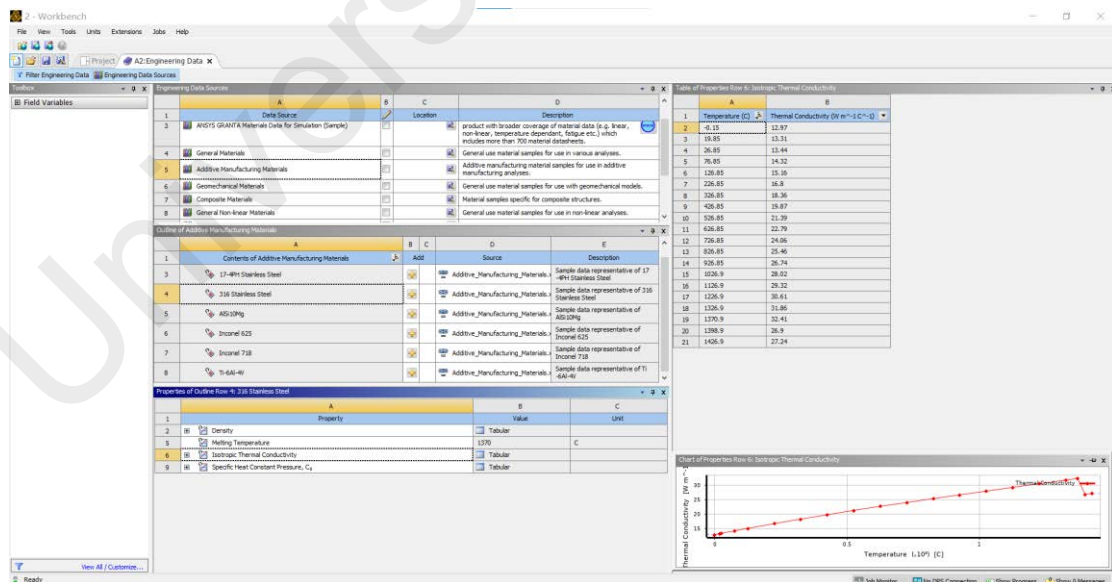 2 - Workbench
File View Tools Units Extensions Jobs Help
Project A2:Engineering Data
Filter Engineering Data Engineering Data Sources
Toolbox
Field Variables
View All / Customize...
Engineering Data Sources
A B C D
1 Data Source Location Description
3 ANSYS GRANTA Materials Data for Simulation (Sample) product with broader coverage of material data (e.g. linear,
non-linear, temperature dependant, fatigue etc.) which
includes more than 700 material datasheets.
4 General Materials General use material samples for use in various analyses.
5 Additive Manufacturing Materials Additive manufacturing material samples for use in additive
manufacturing analyses.
6 Geomechanical Materials General use material samples for use with geomechanical models.
7 Composite Materials Material samples specific for composite structures.
8 General Non-linear Materials General use material samples for use in non-linear analyses.
Outline of Additive Manufacturing Materials
A B C D E
1 Contents of Additive Manufacturing Materials Add Source Description
3 17-4PH Stainless Steel Additive_Manufacturing_Materials. Sample data representative of 17
-4PH Stainless Steel
4 316 Stainless Steel Additive_Manufacturing_Materials. Sample data representative of 316
Stainless Steel
5 AlSi10Mg Additive_Manufacturing_Materials. Sample data representative of
AlSi10Mg
6 Inconel 625 Additive_Manufacturing_Materials. Sample data representative of
Inconel 625
7 Inconel 718 Additive_Manufacturing_Materials. Sample data representative of
Inconel 718
8 Ti-6Al-4V Additive_Manufacturing_Materials. Sample data representative of Ti
-6Al-4V
Properties of Outline Row 4: 316 Stainless Steel
A B C
1 Property Value Unit
2 Density Tabular
5 Melting Temperature 1370 C
6 Isotropic Thermal Conductivity Tabular
9 Specific Heat Constant Pressure, Cₚ Tabular
Table of Properties Row 6: Isotropic Thermal Conductivity
A B
1 Temperature (C) Thermal Conductivity (W m^-1 C^-1)
2 -0.15 12.97
3 19.85 13.31
4 26.85 13.44
5 76.85 14.32
6 126.85 15.16
7 226.85 16.8
8 326.85 18.36
9 426.85 19.87
10 526.85 21.39
11 626.85 22.79
12 726.85 24.06
13 826.85 25.46
14 926.85 26.74
15 1026.9 28.02
16 1126.9 29.32
17 1226.9 30.61
18 1326.9 31.86
19 1370.9 32.41
20 1398.9 26.9
21 1426.9 27.24
Chart of Properties Row 6: Isotropic Thermal Conductivity
Thermal Conductivity [W m^-1
30
25
20
15
Thermal Conductivity
0 0.5 1
Temperature (.10³) [C]
Ready
Job Monitor No DPS Connection Show Progress Show 0 Messages
Univers